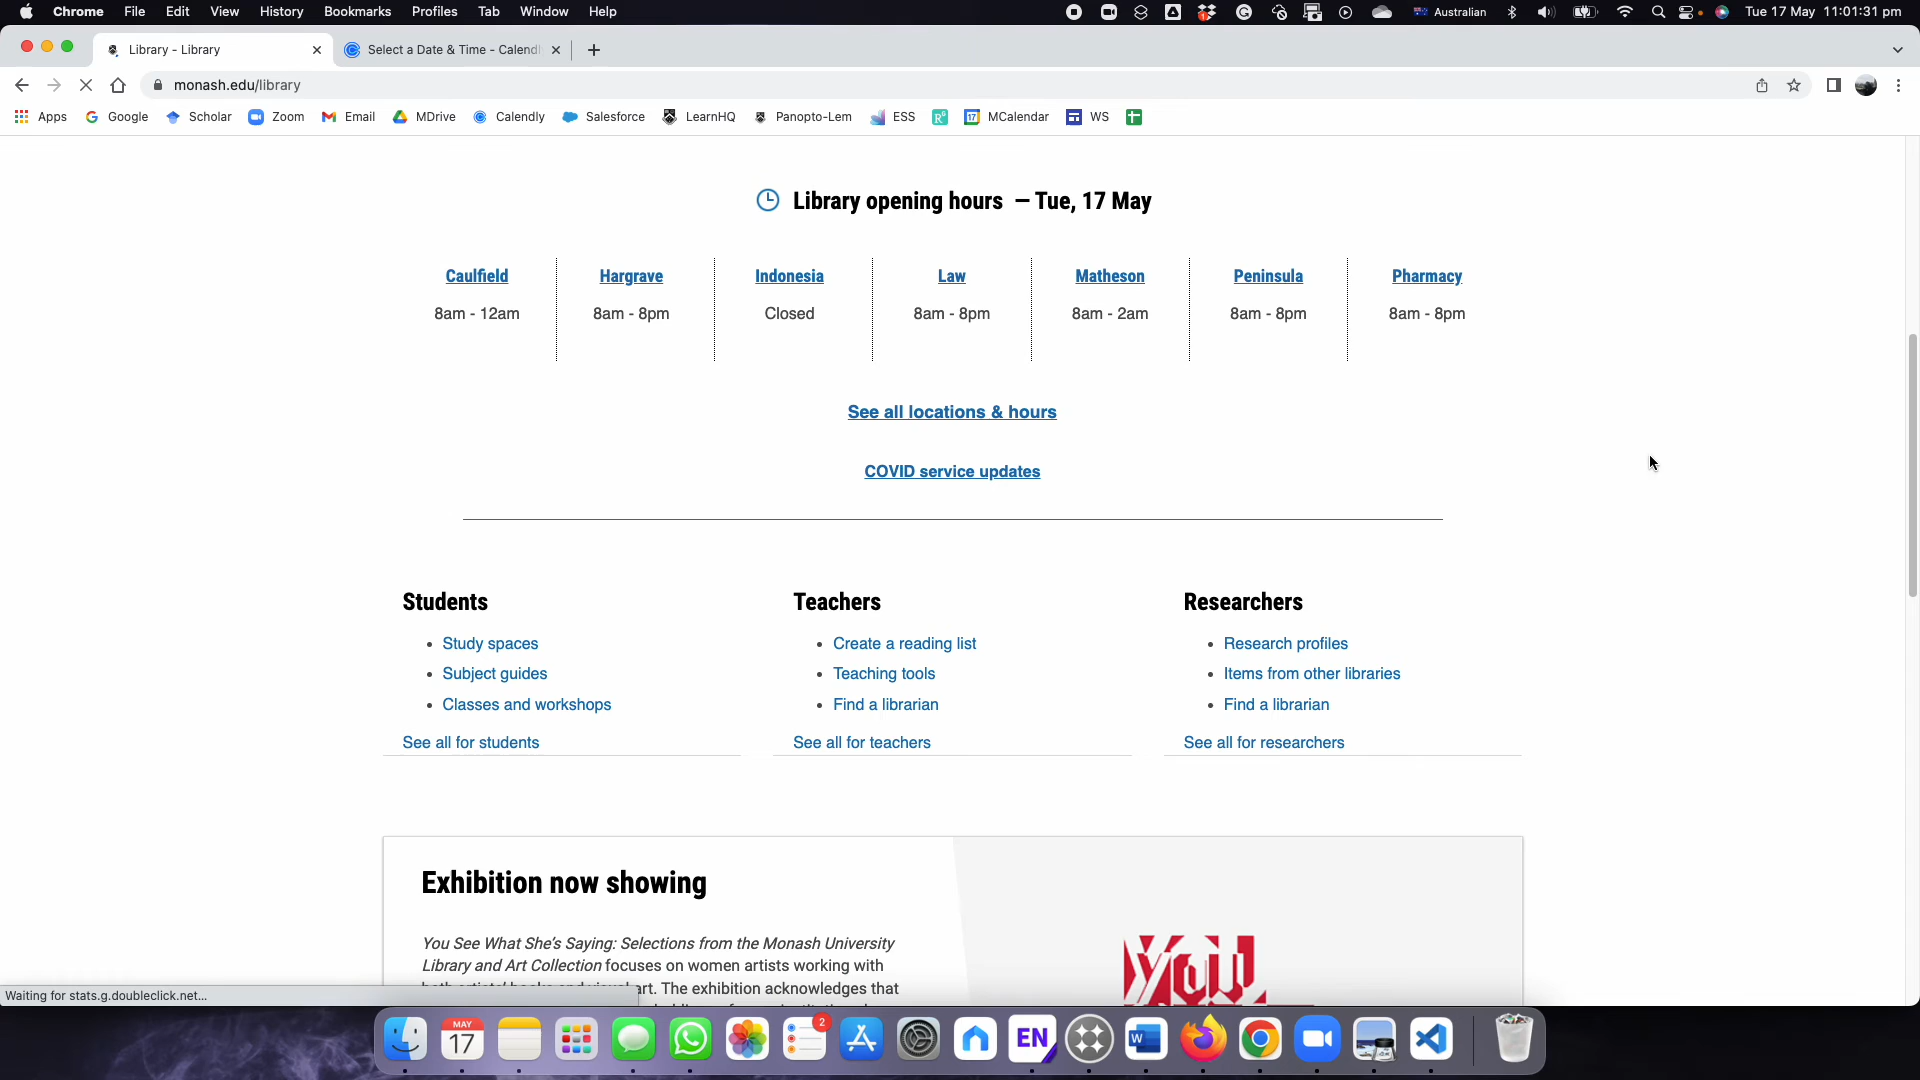 Chrome File Edit View History Bookmarks Profiles Tab Window Help Australian Tue 17 May 11:01:31 pm
Library - Library Select a Date & Time - Calend
monash.edu/library
Apps Google Scholar Zoom Email MDrive Calendly Salesforce LearnHQ Panopto-Lem ESS MCalendar WS
Library opening hours — Tue, 17 May
Caulfield Hargrave Indonesia Law Matheson Peninsula Pharmacy
8am - 12am 8am - 8pm Closed 8am - 8pm 8am - 2am 8am - 8pm 8am - 8pm
See all locations & hours
COVID service updates
Students Teachers Researchers
• Study spaces • Create a reading list • Research profiles
• Subject guides • Teaching tools • Items from other libraries
• Classes and workshops • Find a librarian • Find a librarian
See all for students See all for teachers See all for researchers
Exhibition now showing
You See What She's Saying: Selections from the Monash University
Library and Art Collection focuses on women artists working with
art. The exhibition acknowledges that
You!
Waiting for stats.g.doubleclick.net...
MAY
17
2
EN
W